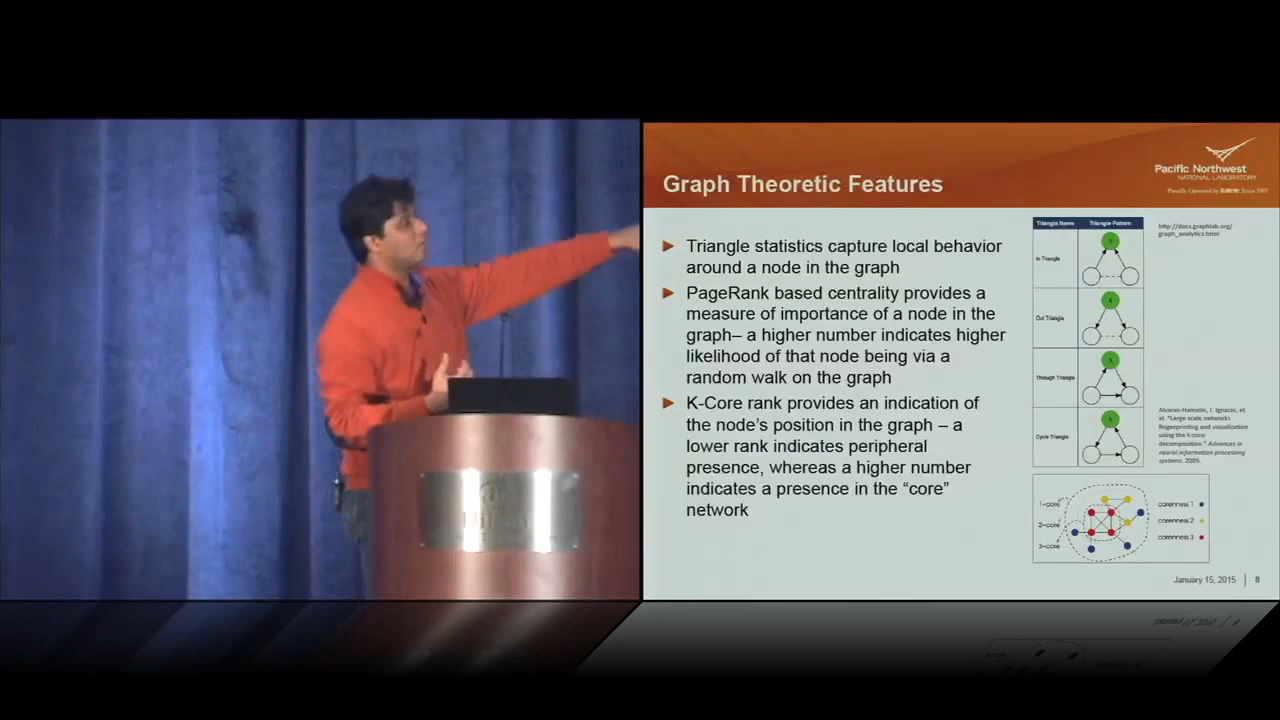 Graph Theoretic Features
Pacific Northwest
NATIONAL LABORATORY
Proudly Operated by Battelle Since 1965
Triangle statistics capture local behavior
around a node in the graph
PageRank based centrality provides a
measure of importance of a node in the
graph– a higher number indicates higher
likelihood of that node being via a
random walk on the graph
K-Core rank provides an indication of
the node's position in the graph – a
lower rank indicates peripheral
presence, whereas a higher number
indicates a presence in the “core”
network
Triangle Name Triangle Pattern
In Triangle
Out Triangle
Through Triangle
Cycle Triangle
http://docs.graphlab.org/
graph_analytics.html
Alvarez-Hamelin, J. Ignacio, et
al. "Large scale networks
fingerprinting and visualization
using the k-core
decomposition." Advances in
neural information processing
systems. 2005.
1-core
2-core
3-core
coreness 1
coreness 2
coreness 3
January 15, 2015 8